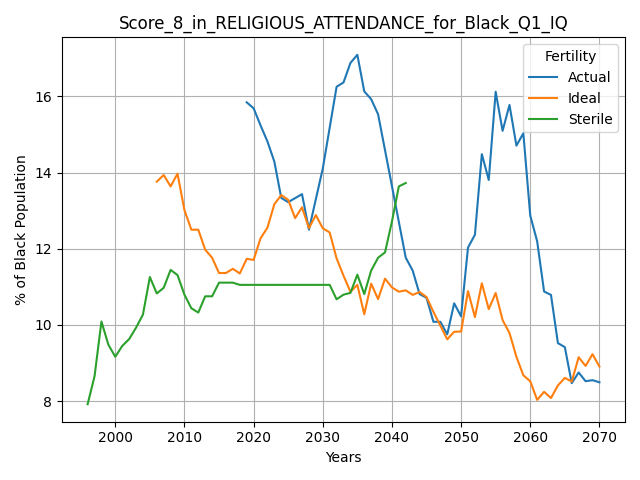 Score_8_in_RELIGIOUS_ATTENDANCE_for_Black_Q1_IQ
Fertility
Actual
Ideal
Sterile
% of Black Population
16
14
12
10
8
2000
2010
2020
2030
2040
2050
2060
2070
Years